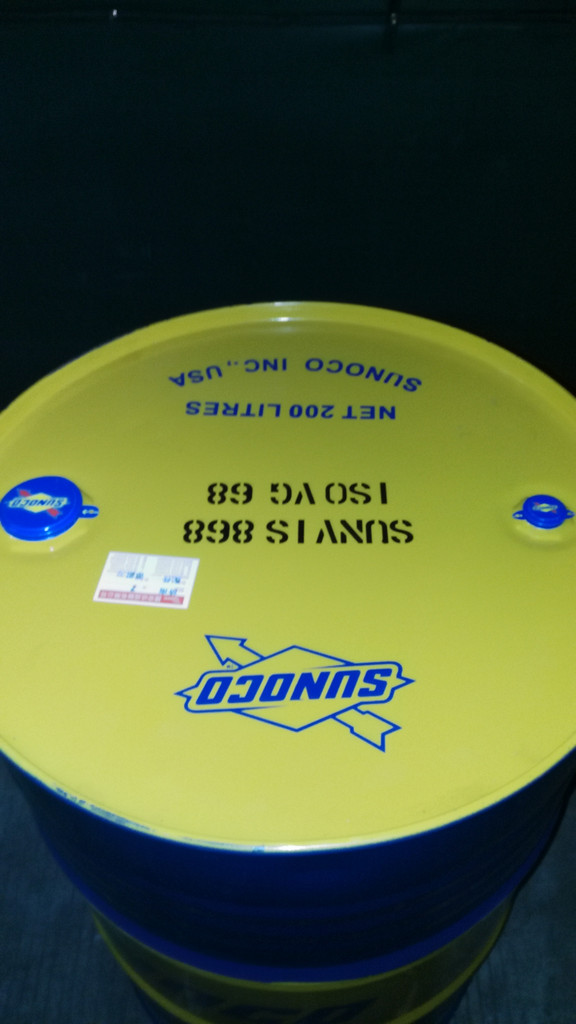 SUNOCO
SUNVIS 868
ISO VG 68
NET 200 LITRES
SUNOCO INC., USA
SUNOCO